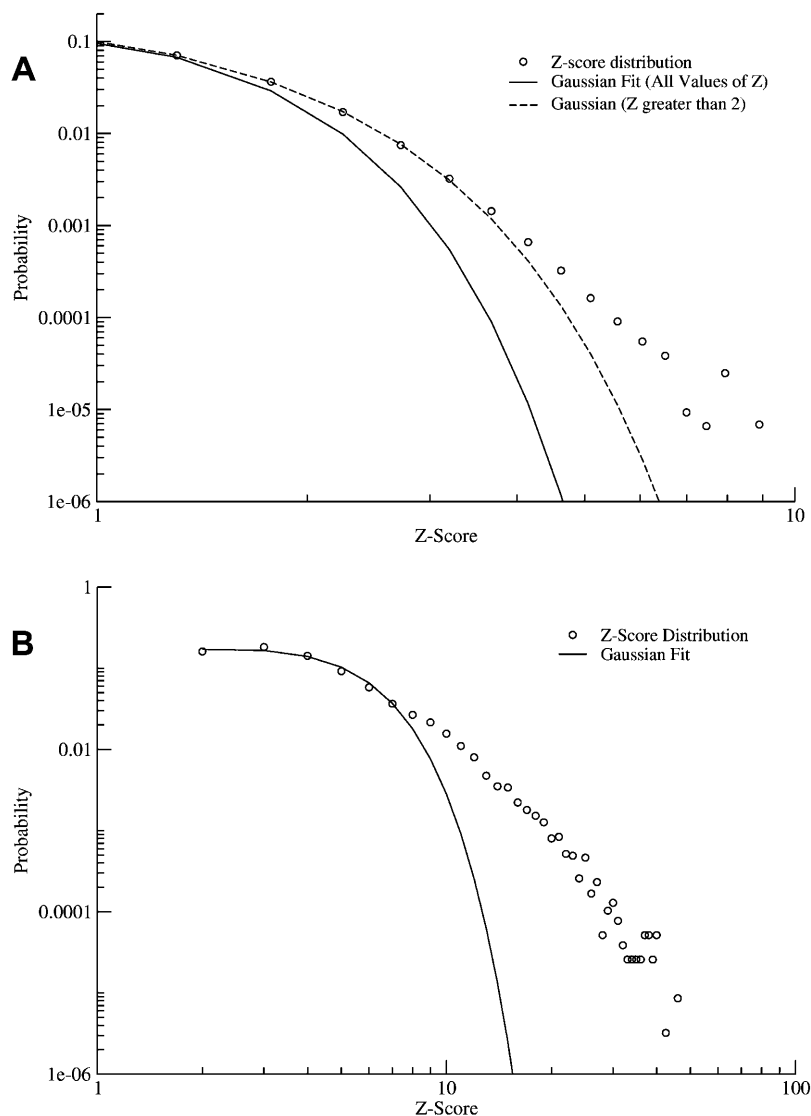 A
0.1
Z-score distribution
Gaussian Fit (All Values of Z)
Gaussian (Z greater than 2)
0.01
Probability
0.001
0.0001
1e-05
1e-06
1
10
Z-Score
B
1
Z-Score Distribution
Gaussian Fit
0.01
Probability
0.0001
1e-06
1
10
100
Z-Score